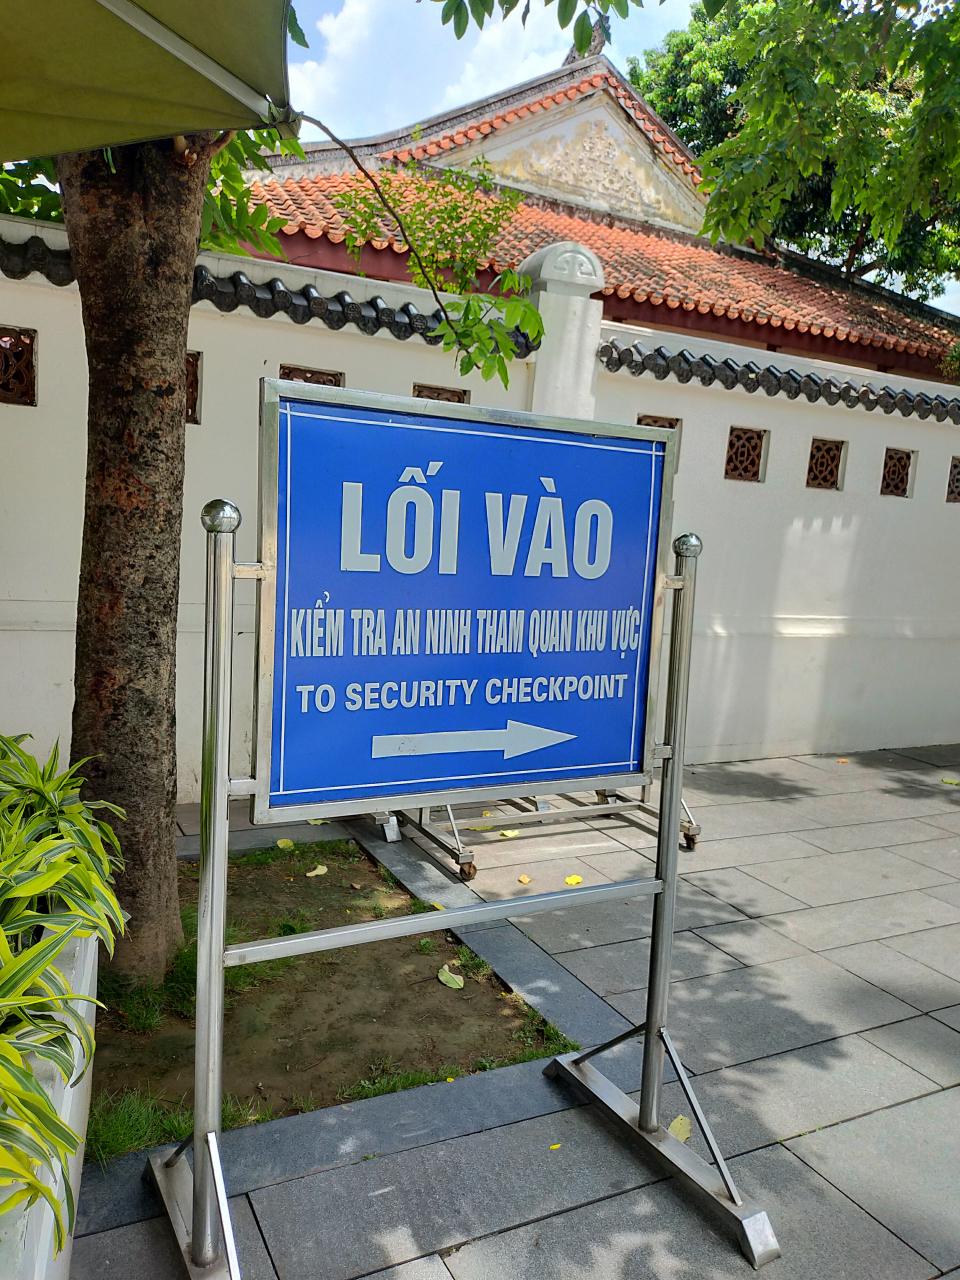 LỐI VÀO
KIỂM TRA AN NINH THAM QUAN KHU VỰC
TO SECURITY CHECKPOINT